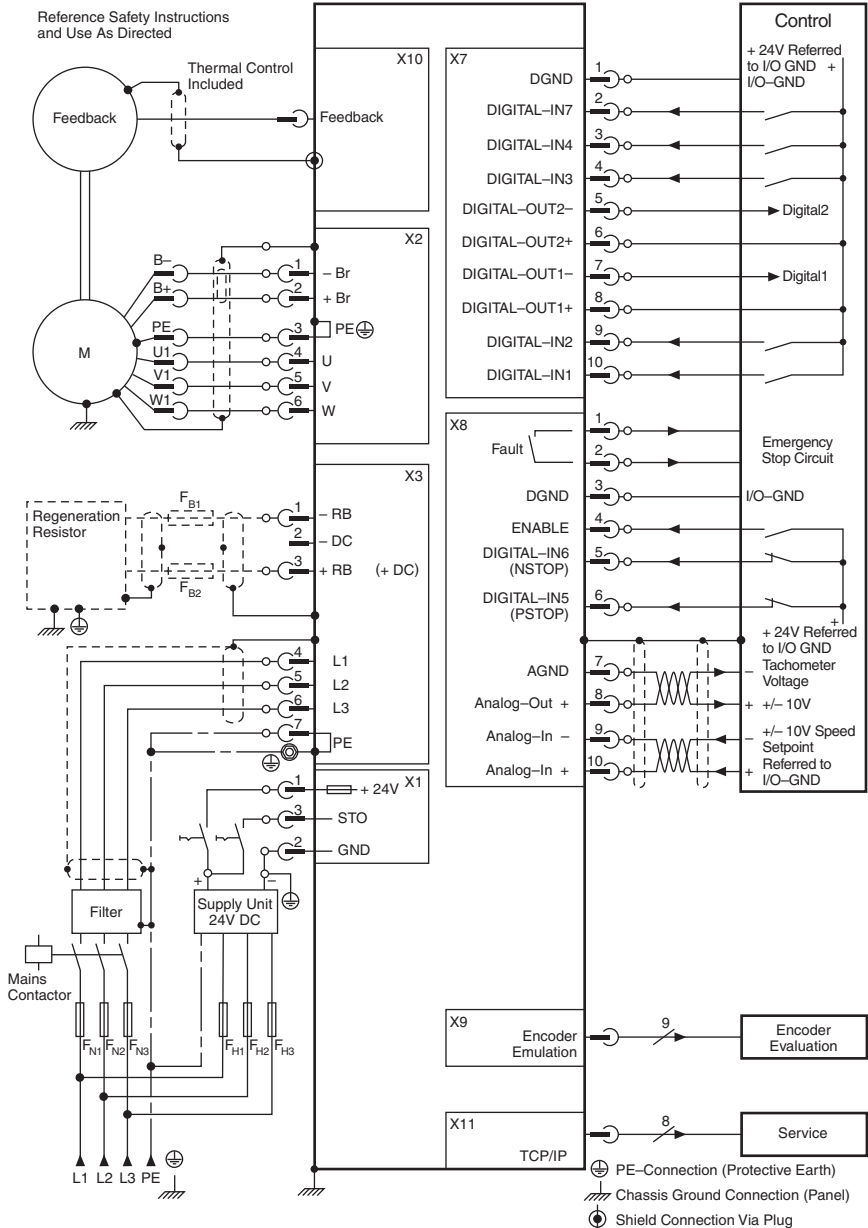 Reference Safety Instructions
and Use As Directed
Thermal Control
Included
Feedback
X10
Feedback
X2
B–
1
– Br
B+
2
+ Br
PE
3
PE
M
U1
4
U
V1
5
V
W1
6
W
X3
Regeneration
Resistor
FB1
1
– RB
2
– DC
3
+ RB
(+ DC)
FB2
4
L1
5
L2
6
L3
7
PE
X1
1
+ 24V
3
STO
2
GND
+
–
Filter
Supply Unit
24V DC
Mains
Contactor
FN1
FN2
FN3
FH1
FH2
FH3
L1
L2
L3
PE
X7
DGND
1
DIGITAL–IN7
2
DIGITAL–IN4
3
DIGITAL–IN3
4
DIGITAL–OUT2–
5
Digital2
DIGITAL–OUT2+
6
DIGITAL–OUT1–
7
Digital1
DIGITAL–OUT1+
8
DIGITAL–IN2
9
DIGITAL–IN1
10
Control
+ 24V Referred
to I/O GND +
I/O–GND
X8
Fault
1
2
Emergency
Stop Circuit
DGND
3
I/O–GND
ENABLE
4
DIGITAL–IN6
(NSTOP)
5
DIGITAL–IN5
(PSTOP)
6
+
+ 24V Referred
to I/O GND
AGND
7
–
Tachometer
Voltage
Analog–Out +
8
+
+/– 10V
Analog–In –
9
–
+/– 10V Speed
Setpoint
Analog–In +
10
+
Referred to
I/O–GND
X9
Encoder
Emulation
9
Encoder
Evaluation
X11
TCP/IP
8
Service
PE–Connection (Protective Earth)
Chassis Ground Connection (Panel)
Shield Connection Via Plug